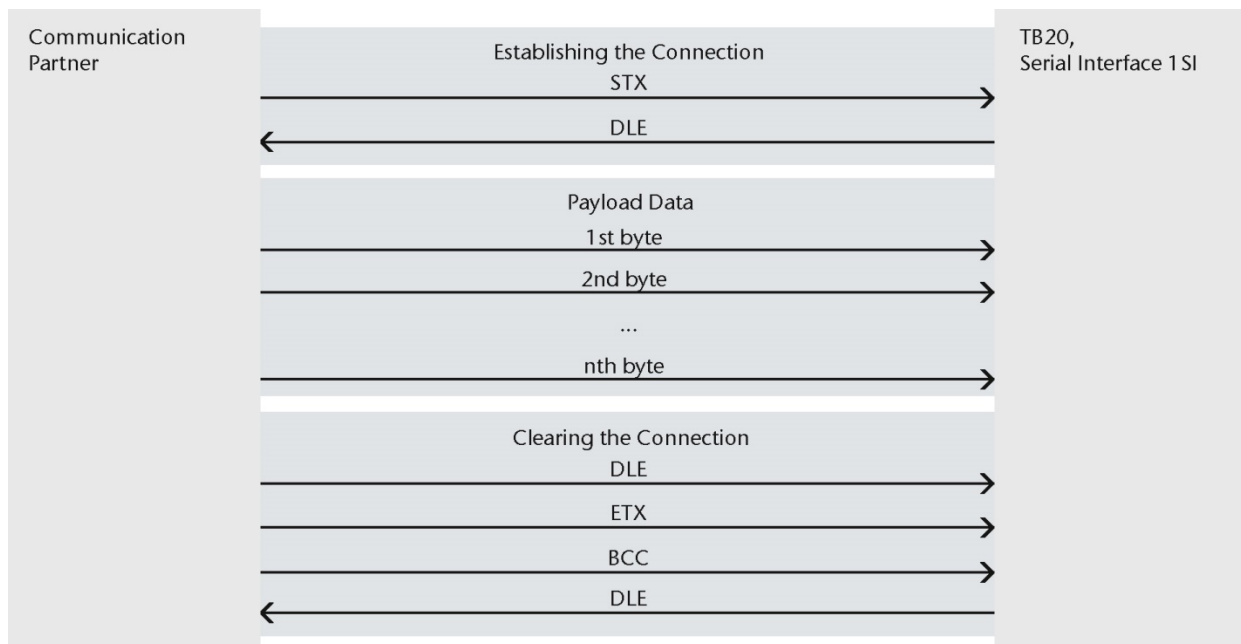 Communication
Partner
TB20,
Serial Interface 1SI
Establishing the Connection
STX
DLE
Payload Data
1st byte
2nd byte
...
nth byte
Clearing the Connection
DLE
ETX
BCC
DLE